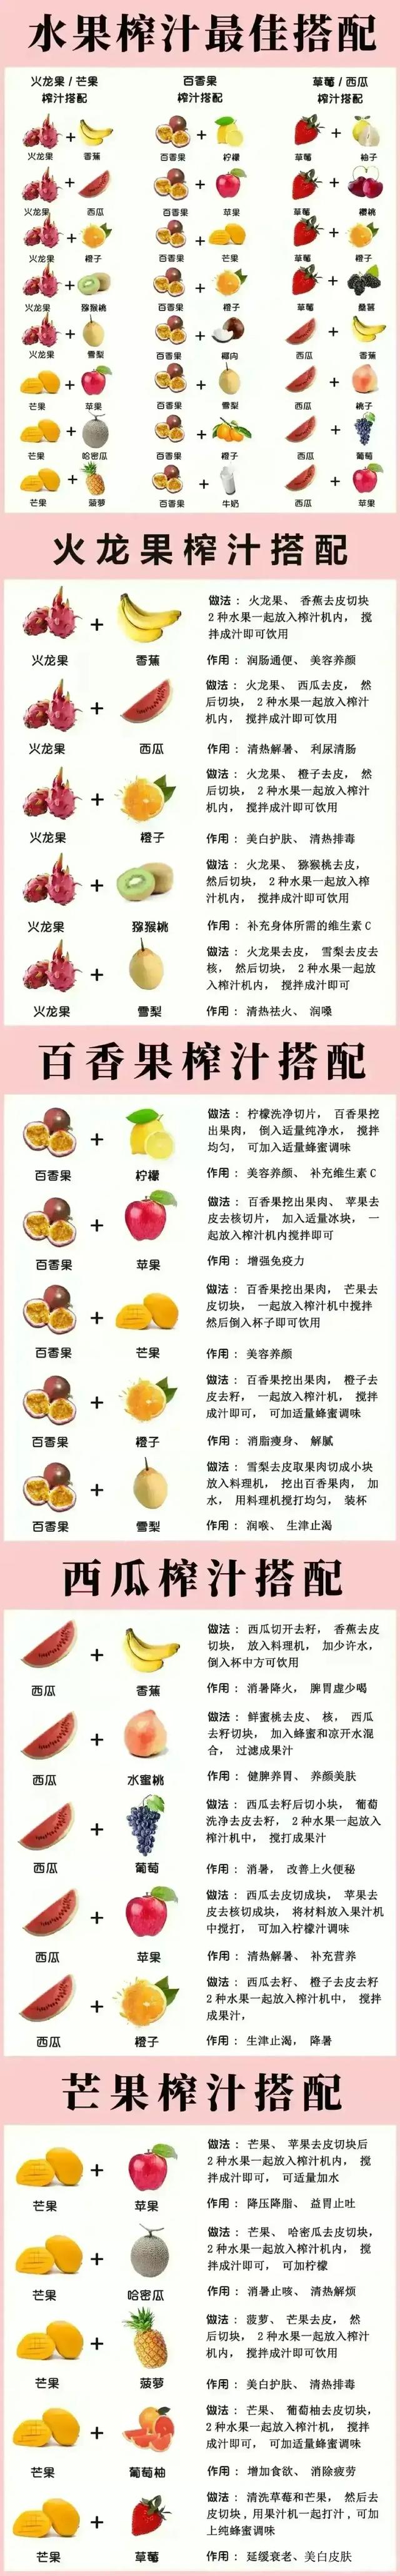 水果榨汁最佳搭配
火龙果/芒果
榨汁搭配
百香果
榨汁搭配
草莓/西瓜
榨汁搭配
火龙果 香蕉 百香果 柠檬 草莓 柚子
火龙果 西瓜 百香果 苹果 草莓 樱桃
火龙果 橙子 百香果 芒果 草莓 橙子
火龙果 猕猴桃 百香果 橙子 草莓 桑葚
火龙果 雪梨 百香果 椰肉 西瓜 香蕉
芒果 苹果 百香果 雪梨 西瓜 桃子
芒果 哈密瓜 百香果 橙子 西瓜 葡萄
芒果 菠萝 百香果 牛奶 西瓜 苹果
火龙果榨汁搭配
做法：火龙果、香蕉去皮切块
2种水果一起放入榨汁机内，搅
拌成汁即可饮用
火龙果 + 香蕉
作用：润肠通便、美容养颜
做法：火龙果、西瓜去皮，然
后切块，2种水果一起放入榨汁
机内，搅拌成汁即可饮用
火龙果 + 西瓜
作用：清热解暑、利尿清肠
做法：火龙果、橙子去皮，然
后切块，2种水果一起放入榨汁
机内，搅拌成汁即可饮用
火龙果 + 橙子
作用：美白护肤、清热排毒
做法：火龙果、猕猴桃去皮，
然后切块，2种水果一起放入榨
汁机内，搅拌成汁即可饮用
火龙果 + 猕猴桃
作用：补充身体所需的维生素C
做法：火龙果去皮，雪梨去皮去
核，然后切块，2种水果一起放
入榨汁机内，搅拌成汁即可
火龙果 + 雪梨
作用：清热祛火、润嗓
百香果榨汁搭配
做法：柠檬洗净切片，百香果挖
出果肉，倒入适量纯净水，搅拌
均匀，可加入适量蜂蜜调味
百香果 + 柠檬
作用：美容养颜、补充维生素C
做法：百香果挖出果肉、苹果去
皮去核切片，加入适量冰块，一
起放入榨汁机内搅拌即可
百香果 + 苹果
作用：增强免疫力
做法：百香果挖出果肉，芒果去
皮切块，一起放入榨汁机中搅拌
然后倒入杯子即可饮用
百香果 + 芒果
作用：美容养颜
做法：百香果挖出果肉，橙子去
皮去籽，一起放入榨汁机，搅拌
成汁即可，可加适量蜂蜜调味
百香果 + 橙子
作用：消脂瘦身、解腻
做法：雪梨去皮取果肉切成小块
放入料理机，挖出百香果肉，加
水，用料理机搅打均匀，装杯
百香果 + 雪梨
作用：润喉、生津止渴
西瓜榨汁搭配
做法：西瓜切开去籽，香蕉去皮
切块，放入料理机，加少许水，
倒入杯中方可饮用
西瓜 + 香蕉
作用：消暑降火，脾胃虚少喝
做法：鲜蜜桃去皮、核，西瓜
去籽切块，加入蜂蜜和凉开水混
合，过滤成果汁
西瓜 + 水蜜桃
作用：健脾养胃、养颜美肤
做法：西瓜去籽后切小块，葡萄
洗净去皮去籽，2种水果一起放入
榨汁机中，搅打成果汁
西瓜 + 葡萄
作用：消暑，改善上火便秘
做法：西瓜去皮切成块，苹果去
皮去核切成块，将材料放入果汁机
中搅打，可加入柠檬汁调味
西瓜 + 苹果
作用：清热解暑、补充营养
做法：西瓜去籽、橙子去皮去籽
2种水果一起放入榨汁机中，搅拌
成果汁，
西瓜 + 橙子
作用：生津止渴，降暑
芒果榨汁搭配
做法：芒果、苹果去皮切块后
2种水果一起放入榨汁机内，搅
拌成汁即可，可适量加水
芒果 + 苹果
作用：降压降脂、益胃止吐
做法：芒果、哈密瓜去皮切块，
2种水果一起放入榨汁机内，搅
拌成汁即可，可加柠檬
芒果 + 哈密瓜
作用：消暑止咳、清热解烦
做法：菠萝、芒果去皮，然
后切块，2种水果一起放入榨汁
机内，搅拌成汁即可饮用
芒果 + 菠萝
作用：美白护肤、清热排毒
做法：芒果、葡萄柚去皮切块，
2种水果一起放入榨汁机，搅拌
成汁即可，可加适量蜂蜜调味
芒果 + 葡萄柚
作用：增加食欲、消除疲劳
做法：清洗草莓和芒果，然后去
皮切块，用果汁机一起打汁，可加
上纯蜂蜜调味
芒果 + 草莓
作用：延缓衰老、美白皮肤